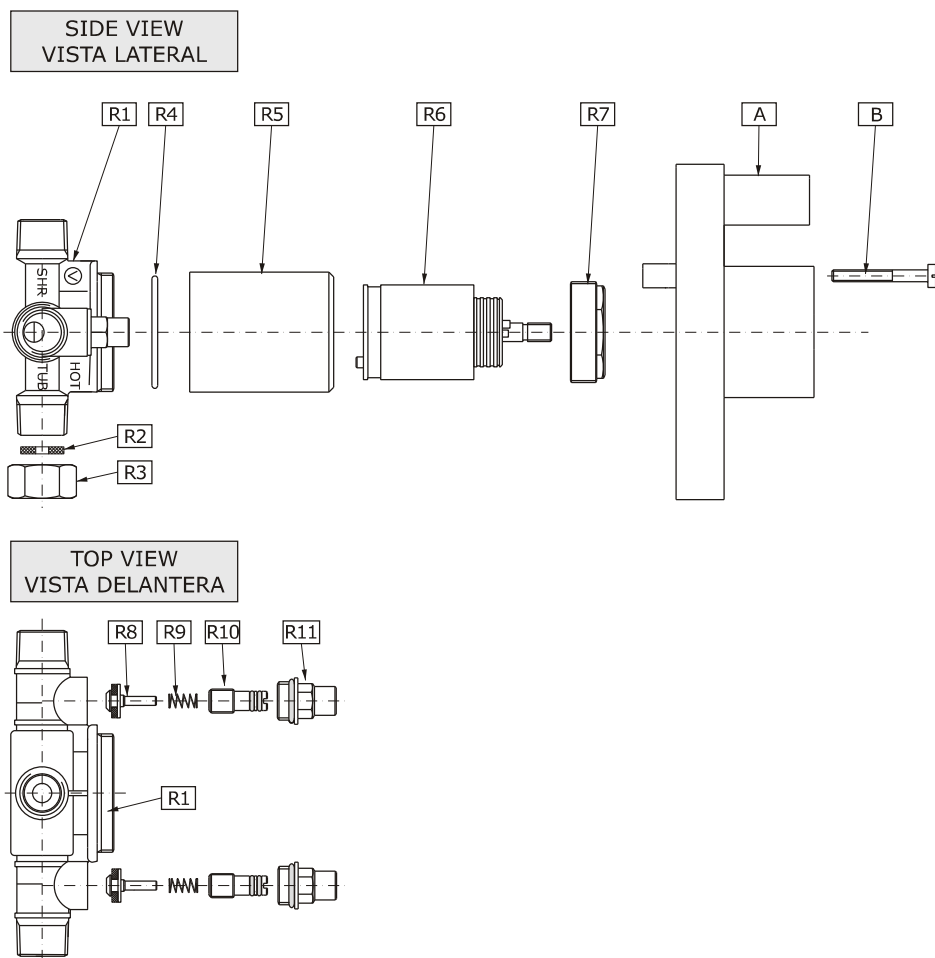 SIDE VIEW
VISTA LATERAL
R1
R4
R5
R6
R7
A
B
V
SHR
TUB
HOT
R2
R3
TOP VIEW
VISTA DELANTERA
R8
R9
R10
R11
R1